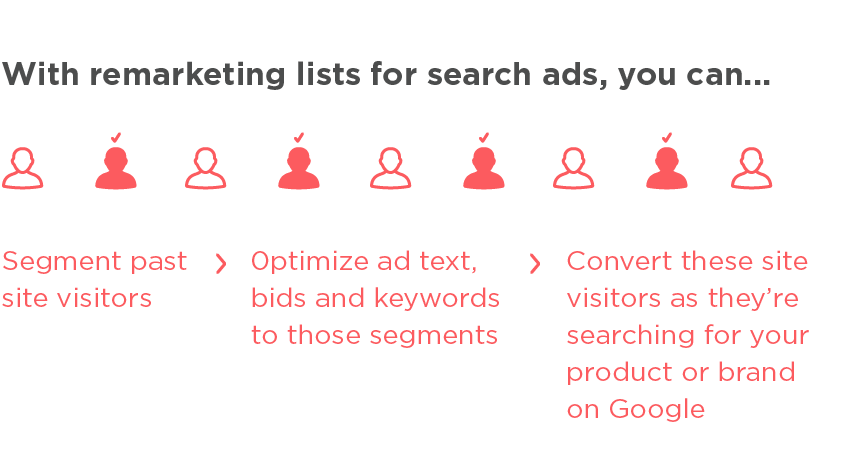 With remarketing lists for search ads, you can...
Segment past
site visitors
Optimize ad text,
bids and keywords
to those segments
Convert these site
visitors as they’re
searching for your
product or brand
on Google